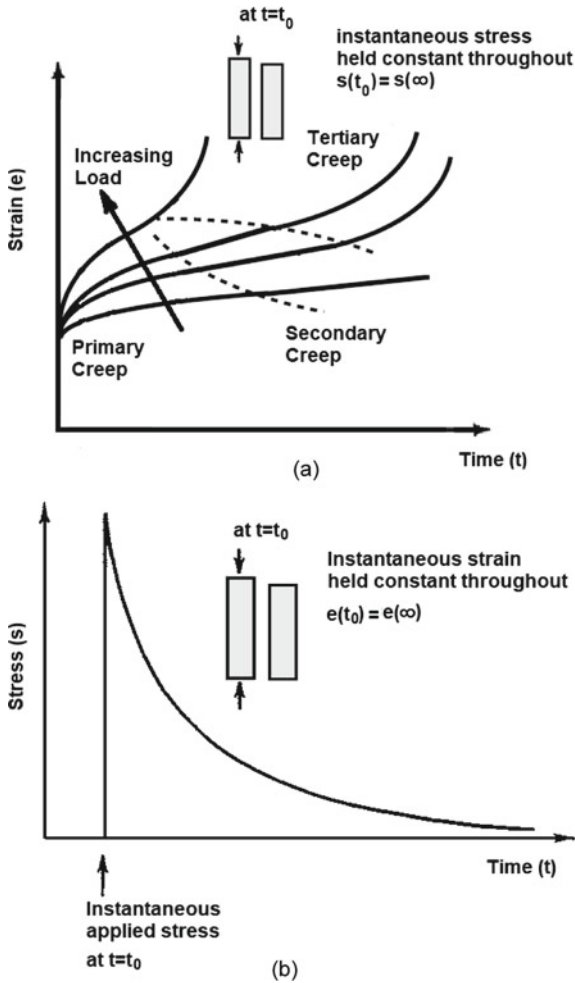 at t=t₀
instantaneous stress
held constant throughout
s(t₀) = s(∞)
Tertiary
Creep
Increasing
Load
Strain (e)
Primary
Creep
Secondary
Creep
Time (t)
(a)
at t=t₀
Instantaneous strain
held constant throughout
e(t₀) = e(∞)
Stress (s)
Time (t)
Instantaneous
applied stress
at t=t₀
(b)